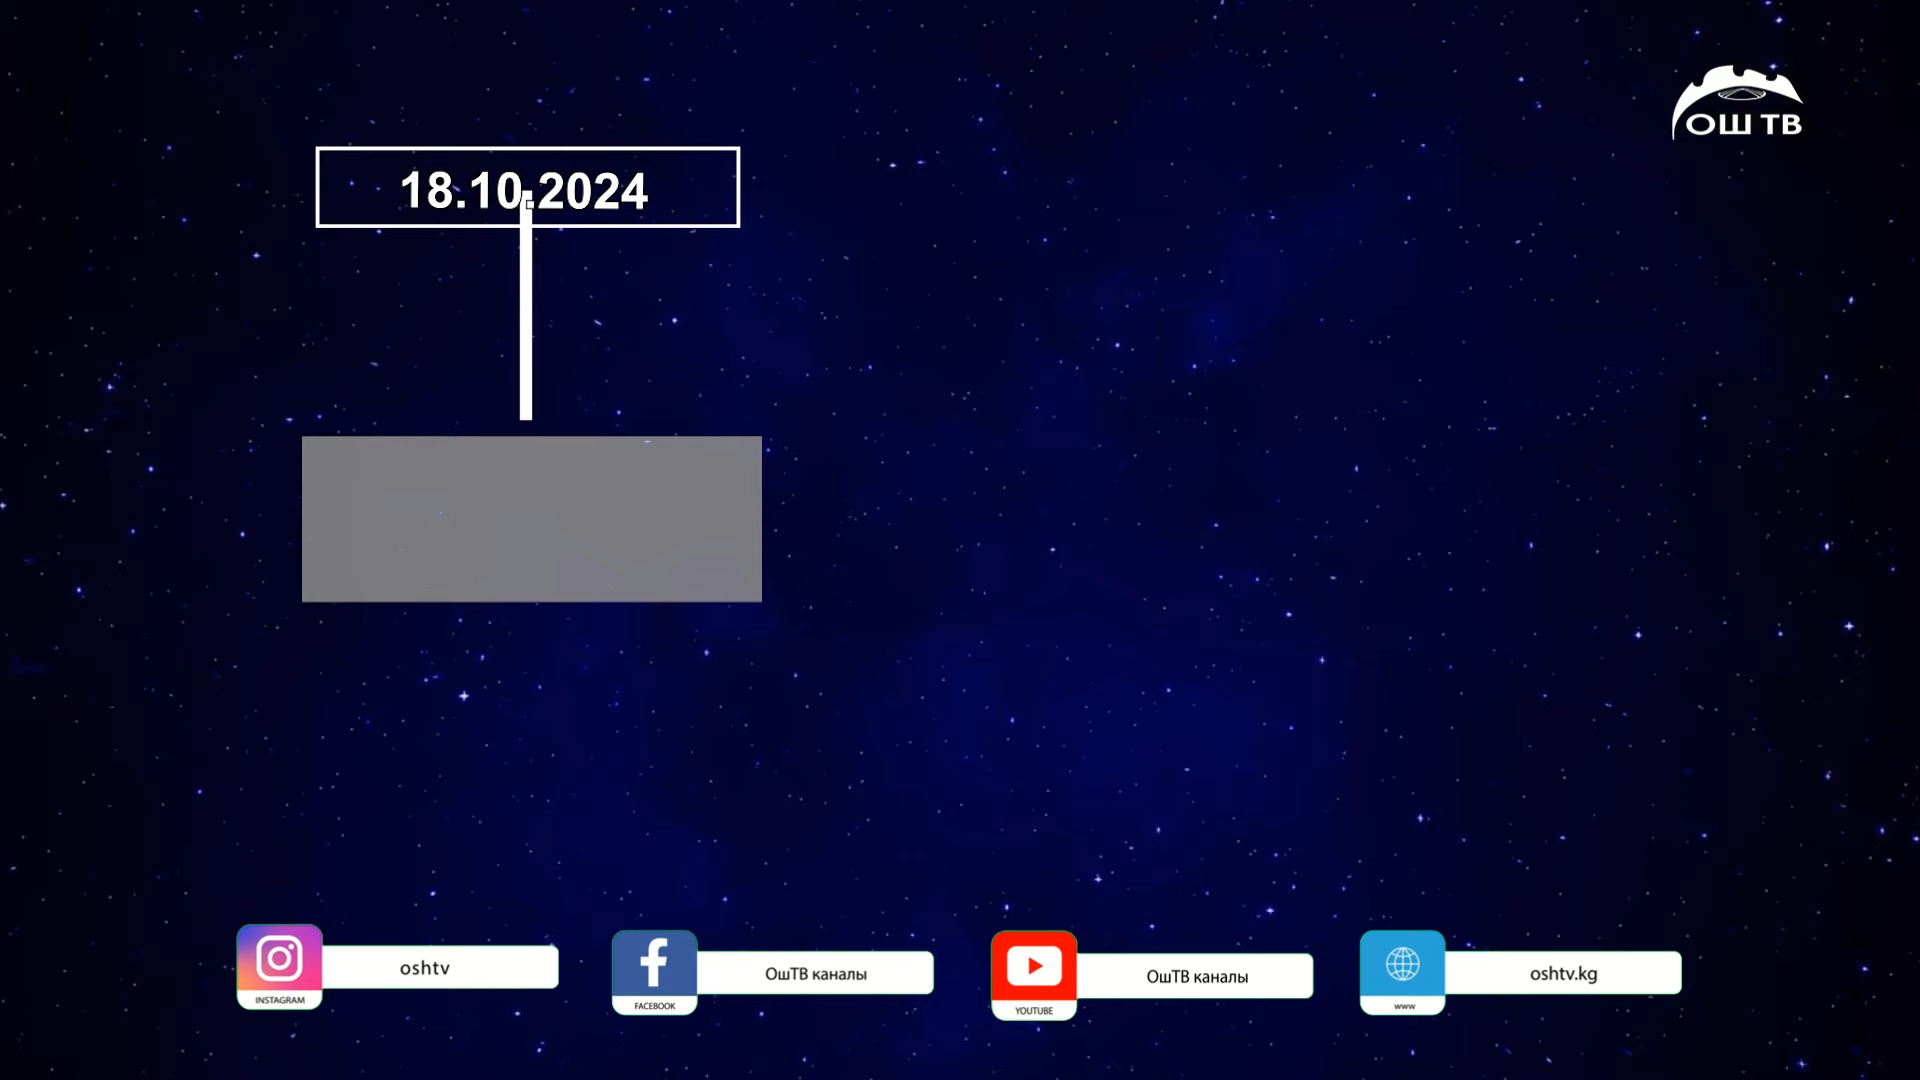 ОШ ТВ
18.10.2024
oshtv
INSTAGRAM
ОшТВ каналы
FACEBOOK
ОшТВ каналы
YOUTUBE
oshtv.kg
www